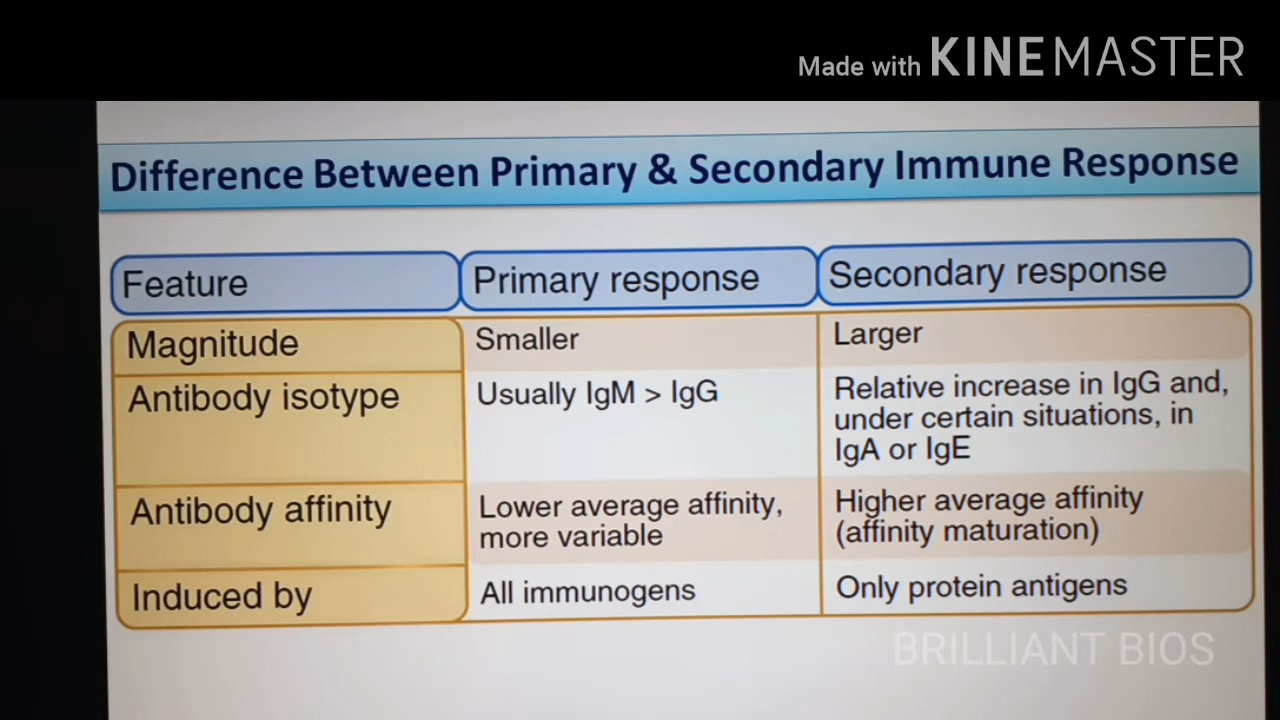 Made with KINEMASTER
Difference Between Primary & Secondary Immune Response
Feature
Primary response
Secondary response
Magnitude
Smaller
Larger
Antibody isotype
Usually IgM > IgG
Relative increase in IgG and,
under certain situations, in
IgA or IgE
Antibody affinity
Lower average affinity,
more variable
Higher average affinity
(affinity maturation)
Induced by
All immunogens
Only protein antigens
BRILLIANT BIOS